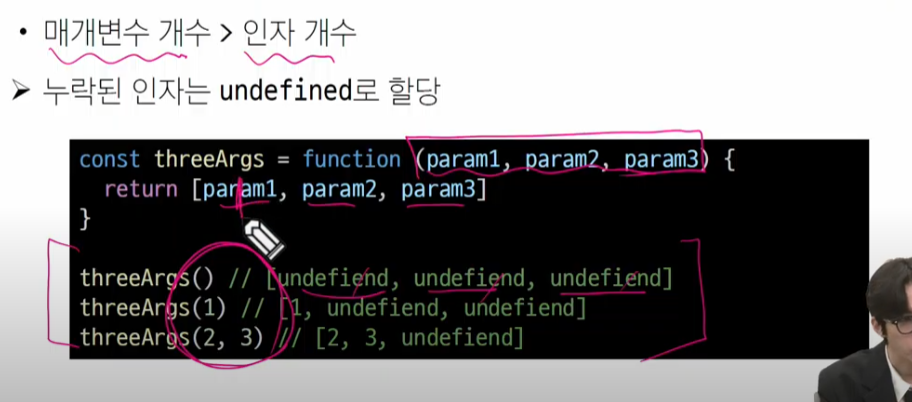 • 매개변수 개수 > 인자 개수
➤ 누락된 인자는 undefined로 할당
const threeArgs = function (param1, param2, param3) {
  return [param1, param2, param3]
}
threeArgs() // [undefiend, undefiend, undefiend]
threeArgs(1) // [1, undefiend, undefiend]
threeArgs(2, 3) // [2, 3, undefiend]